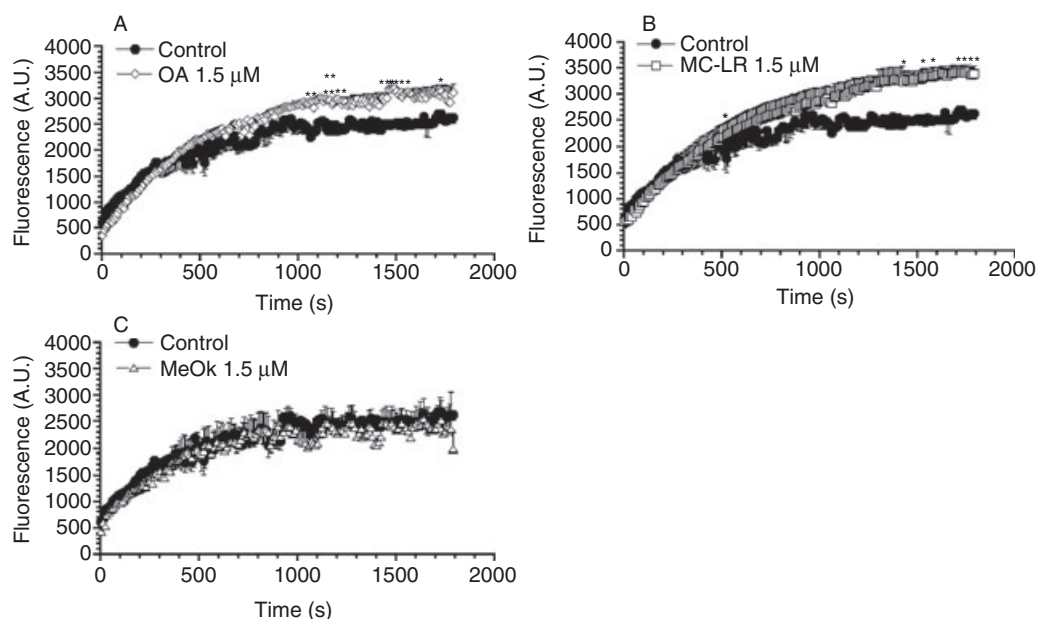 A
Control
OA 1.5 μM
4000
3500
3000
2500
2000
1500
1000
500
0
Fluorescence (A.U.)
** 
** **** ******* *
0 500 1000 1500 2000
Time (s)
B
Control
MC-LR 1.5 μM
4000
3500
3000
2500
2000
1500
1000
500
0
Fluorescence (A.U.)
* * * * ****
0 500 1000 1500 2000
Time (s)
C
Control
MeOk 1.5 μM
4000
3500
3000
2500
2000
1500
1000
500
0
Fluorescence (A.U.)
0 500 1000 1500 2000
Time (s)